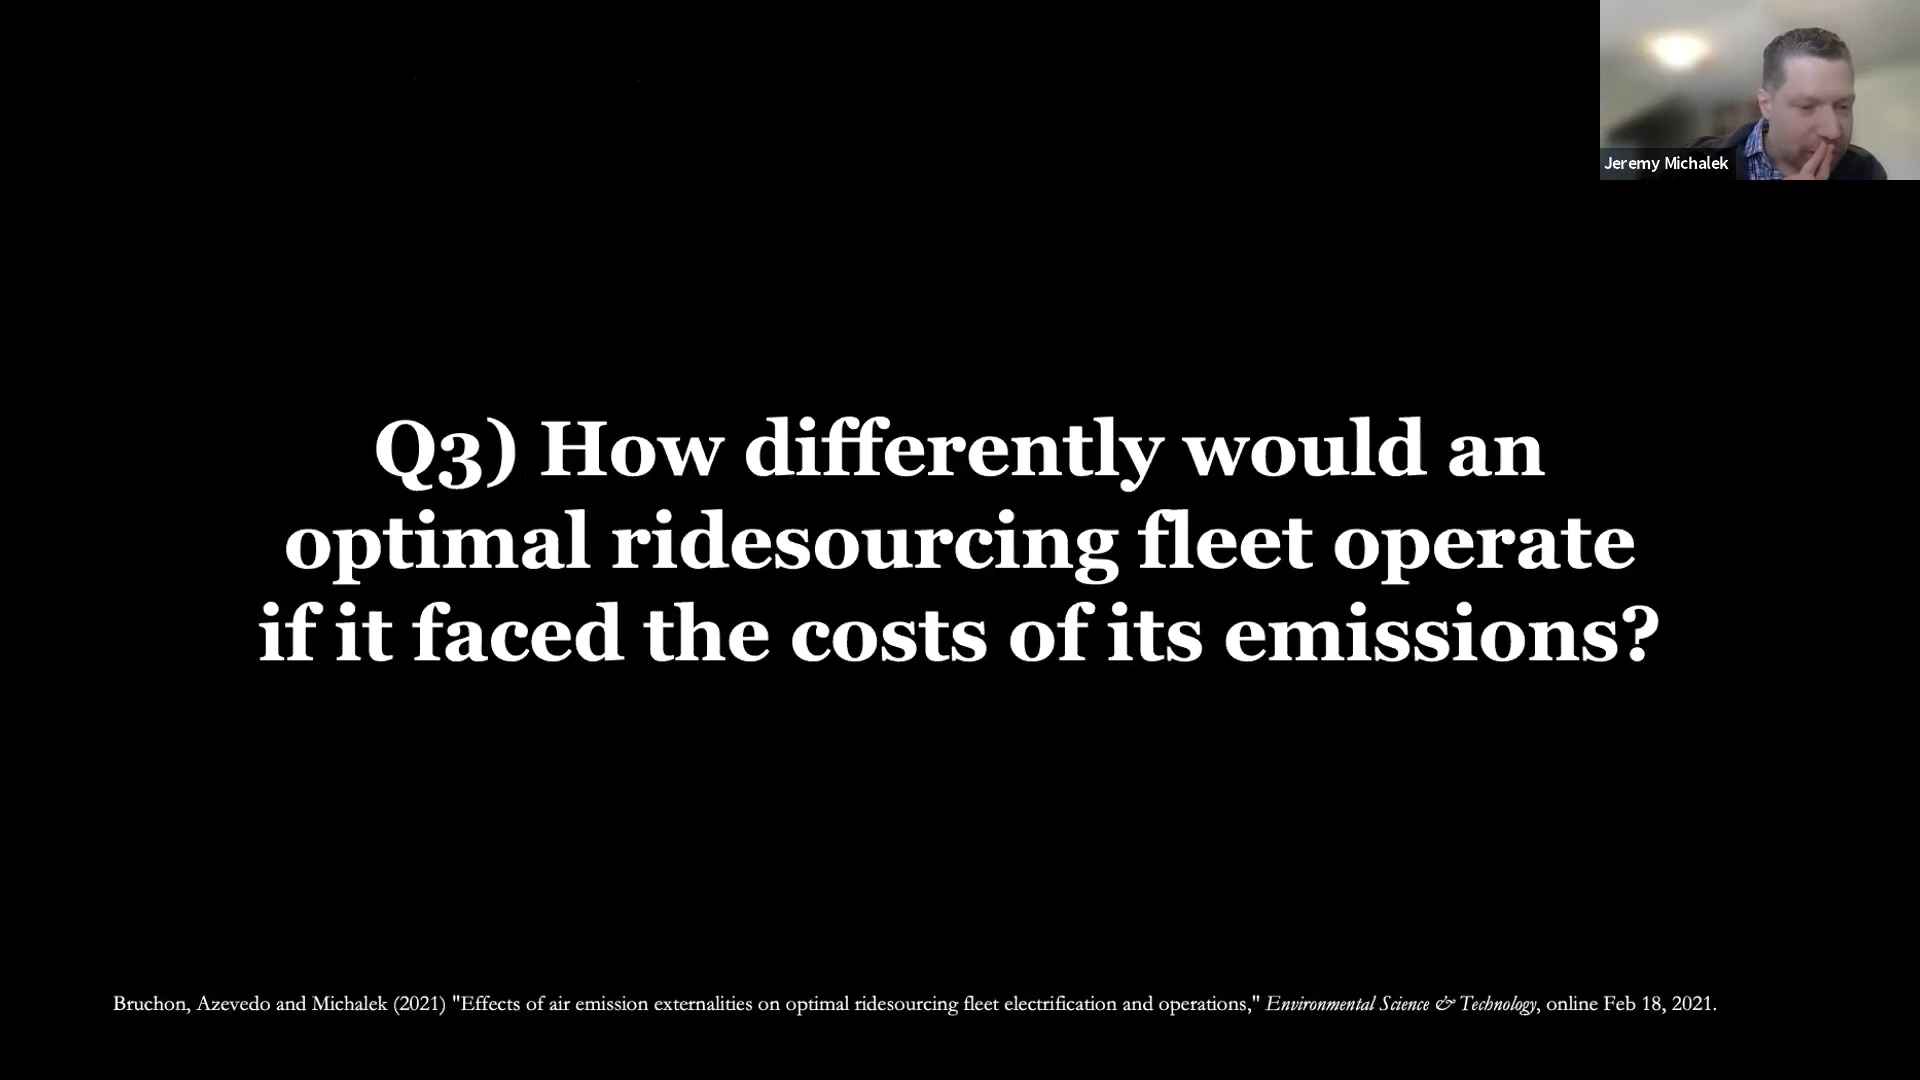 Jeremy Michalek
Q3) How differently would an
optimal ridesourcing fleet operate
if it faced the costs of its emissions?
Bruchon, Azevedo and Michalek (2021) "Effects of air emission externalities on optimal ridesourcing fleet electrification and operations," Environmental Science & Technology, online Feb 18, 2021.